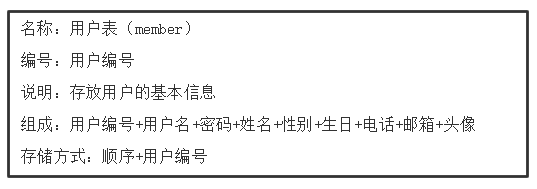 名称：用户表（member）
编号：用户编号
说明：存放用户的基本信息
组成：用户编号+用户名+密码+姓名+性别+生日+电话+邮箱+头像
存储方式：顺序+用户编号